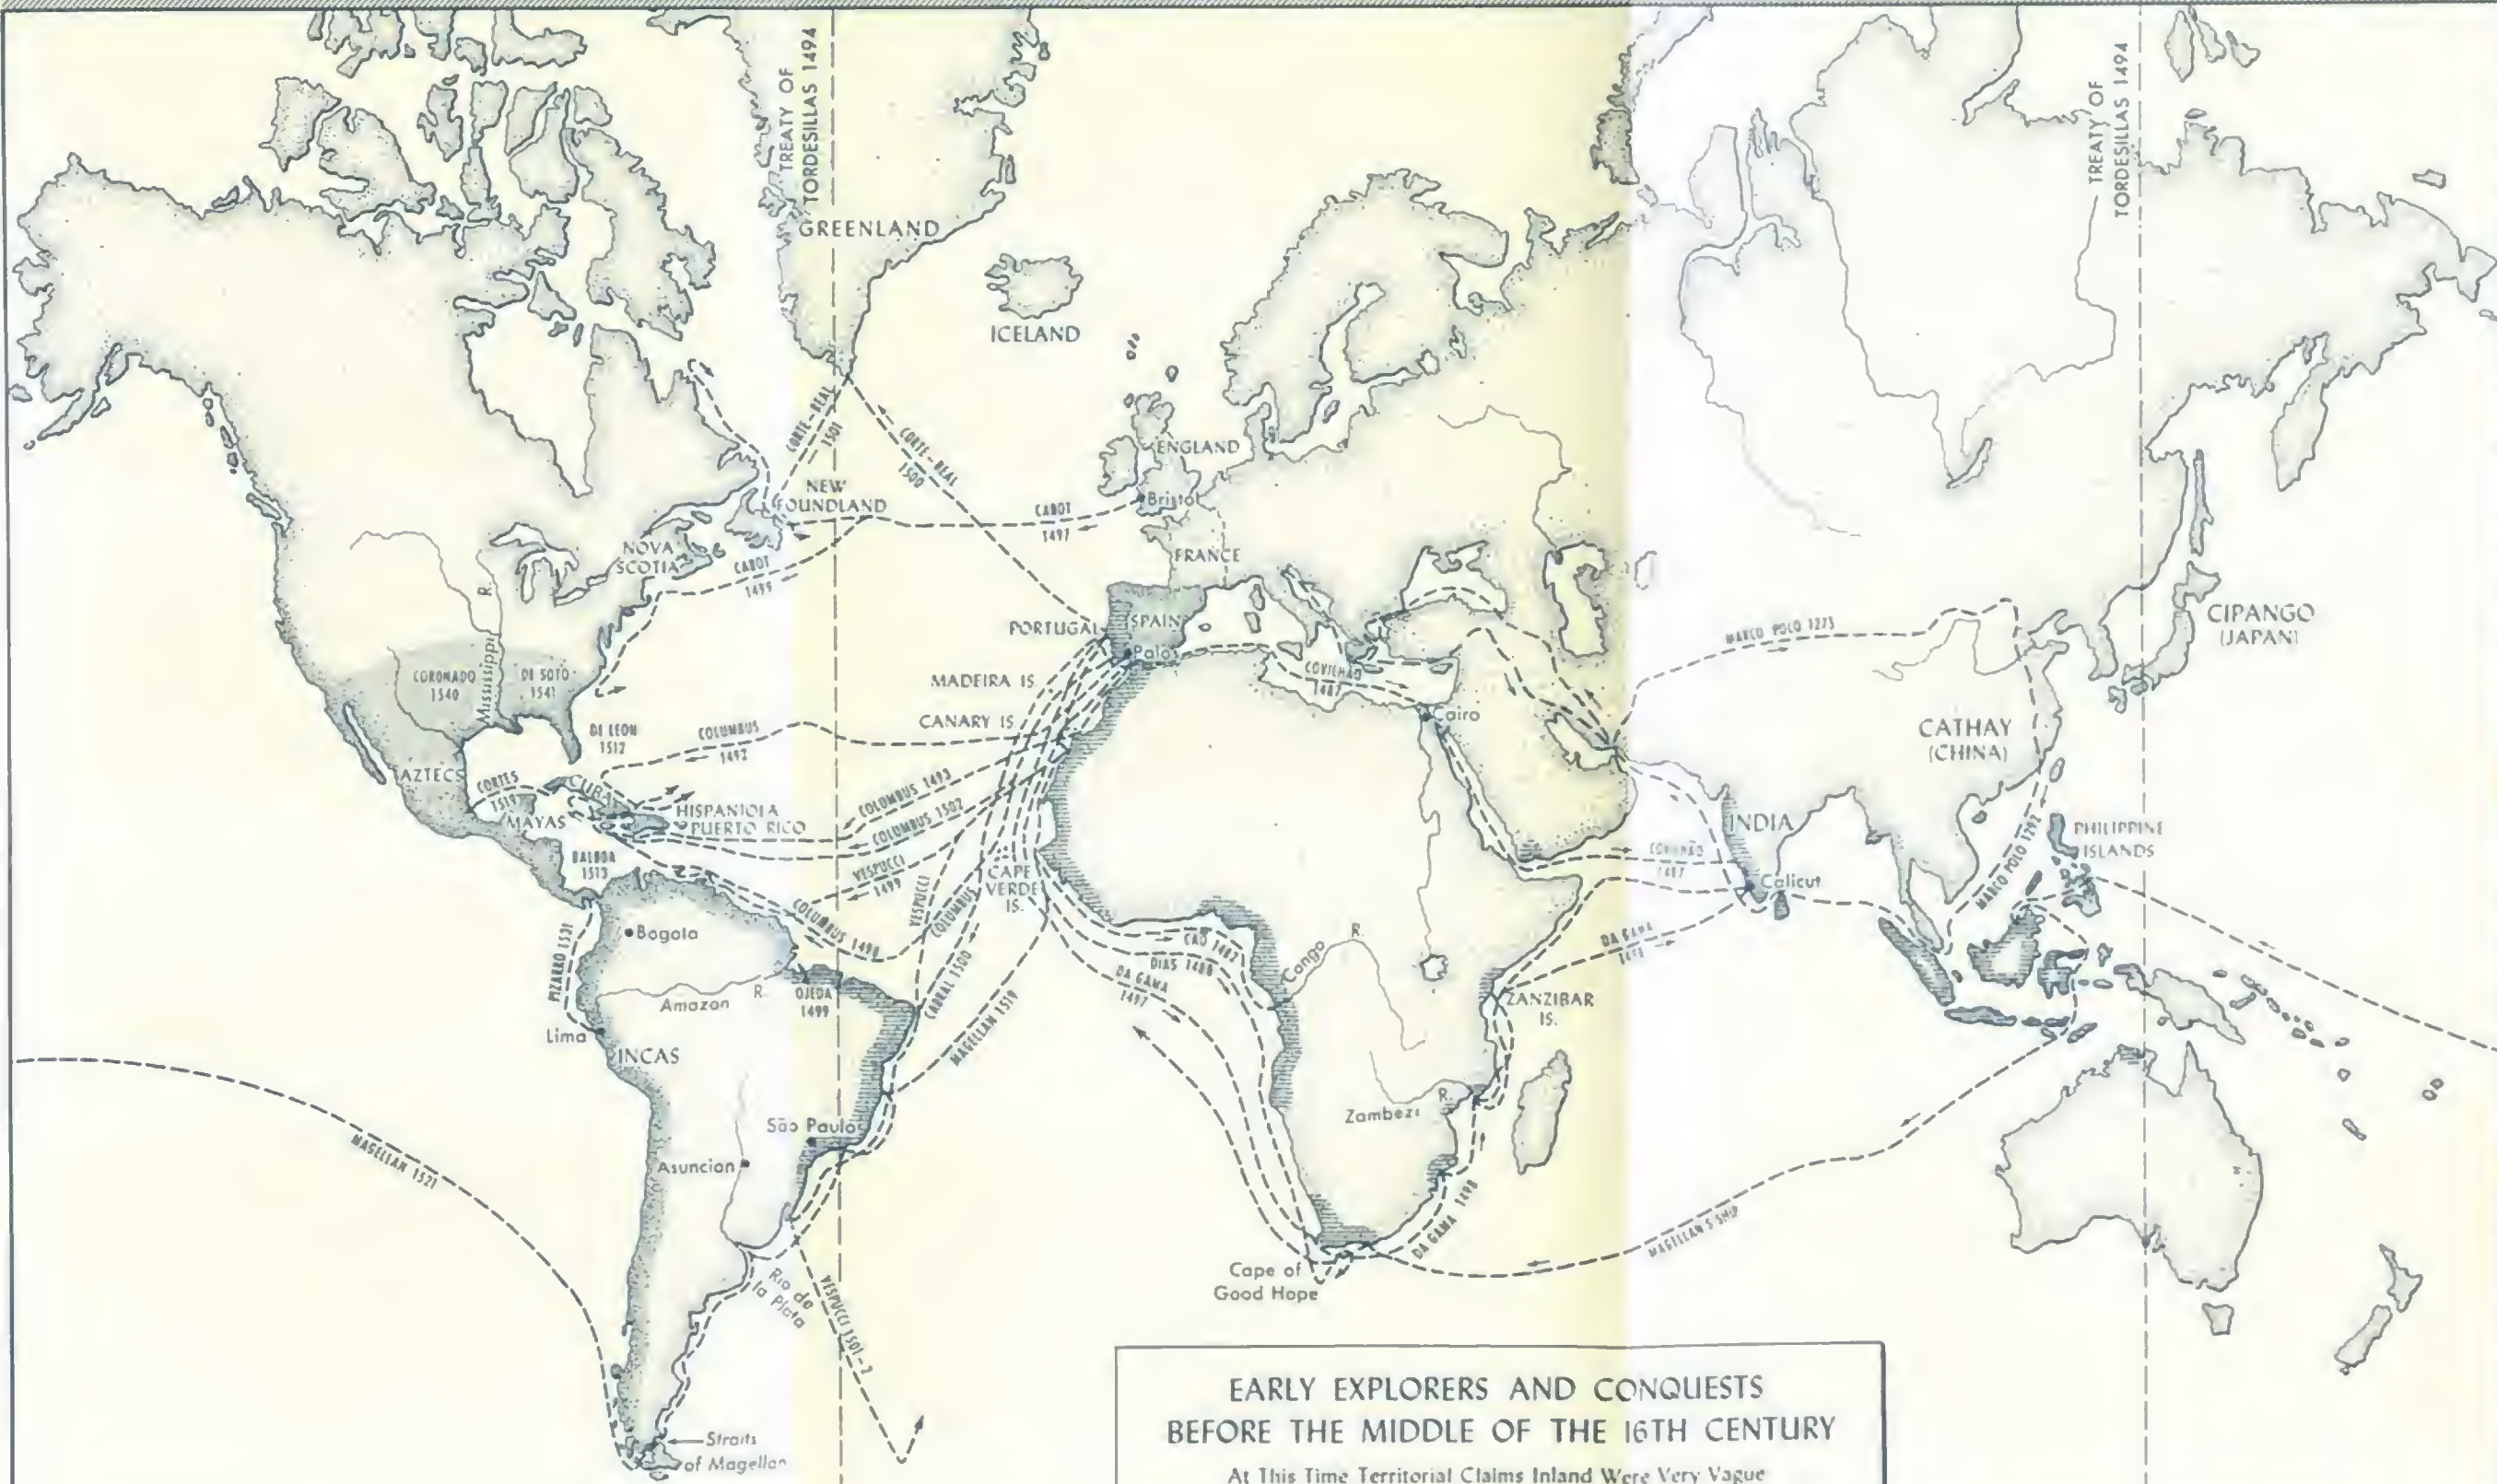 TREATY OF
TORDESILLAS 1494
TREATY OF
TORDESILLAS 1494
GREENLAND
ICELAND
CORTE-REAL
1501
CORTE-REAL
1500
ENGLAND
Bristol
NEW
FOUNDLAND
CABOT
1497
FRANCE
NOVA
SCOTIA
CABOT
PORTUGAL
SPAIN
Palos
MARCO POLO
CIPANGO
(JAPAN)
CORONADO
1540
Mississippi
R.
DI SOTO
1541
MADEIRA IS.
COVILHÃO
1487
Cairo
CANARY IS.
DI LEON
1512
COLUMBUS
1492
CATHAY
(CHINA)
AZTECS
CORTES
1519
CUBA
MAYAS
HISPANIOLA
PUERTO RICO
COLOMBUS 1493
COLUMBUS 1502
INDIA
PHILIPPINE
ISLANDS
BALBOA
1513
VESPUCCI
1499
CAPE
VERDE
IS.
VESPUCCI
COLUMBUS
COVILHÃO
1487
Calicut
MARCO POLO 1292
COLUMBUS 1498
Bogota
PIZARRO 1531
CAO 1482
DIAS 1488
DA GAMA
1497
Congo
R.
DA GAMA
1498
Amazon R.
OJEDA
1499
CABRAL 1500
MAGELLAN 1519
ZANZIBAR
IS.
Lima
INCAS
Zambezi
R.
São Paulo
Asuncion
MAGELLAN 1521
DA GAMA 1498
MAGELLAN'S SHIP
Cape of
Good Hope
Rio de
la Plata
VESPUCCI 1501-2
Straits
of Magellan
EARLY EXPLORERS AND CONQUESTS
BEFORE THE MIDDLE OF THE 16TH CENTURY
At This Time Territorial Claims Inland Were Very Vague